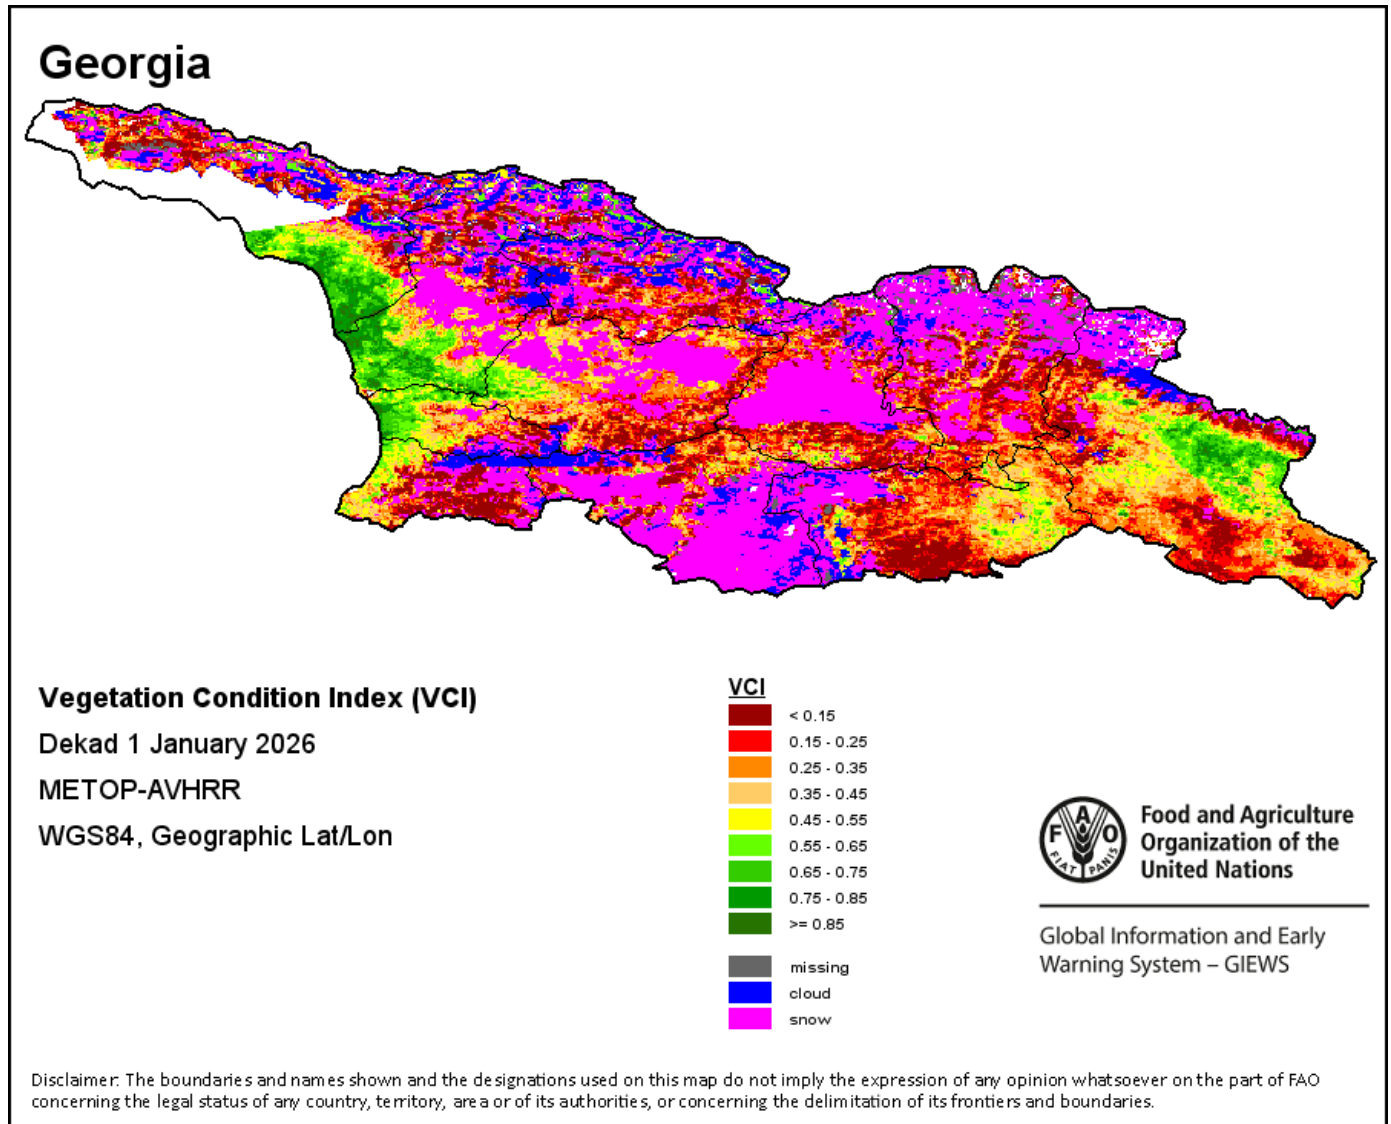 Georgia
Vegetation Condition Index (VCI)
Dekad 1 January 2026
METOP-AVHRR
WGS84, Geographic Lat/Lon
VCI
< 0.15
0.15 - 0.25
0.25 - 0.35
0.35 - 0.45
0.45 - 0.55
0.55 - 0.65
0.65 - 0.75
0.75 - 0.85
>= 0.85
missing
cloud
snow
F A O
FIAT PANIS
Food and Agriculture
Organization of the
United Nations
Global Information and Early
Warning System – GIEWS
Disclaimer: The boundaries and names shown and the designations used on this map do not imply the expression of any opinion whatsoever on the part of FAO
concerning the legal status of any country, territory, area or of its authorities, or concerning the delimitation of its frontiers and boundaries.